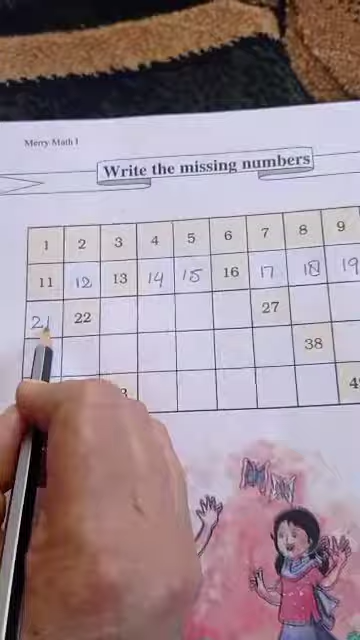 Merry Math I
Write the missing numbers
1 2 3 4 5 6 7 8 9
11 12 13 14 15 16 17 18 19
21 22 27
38